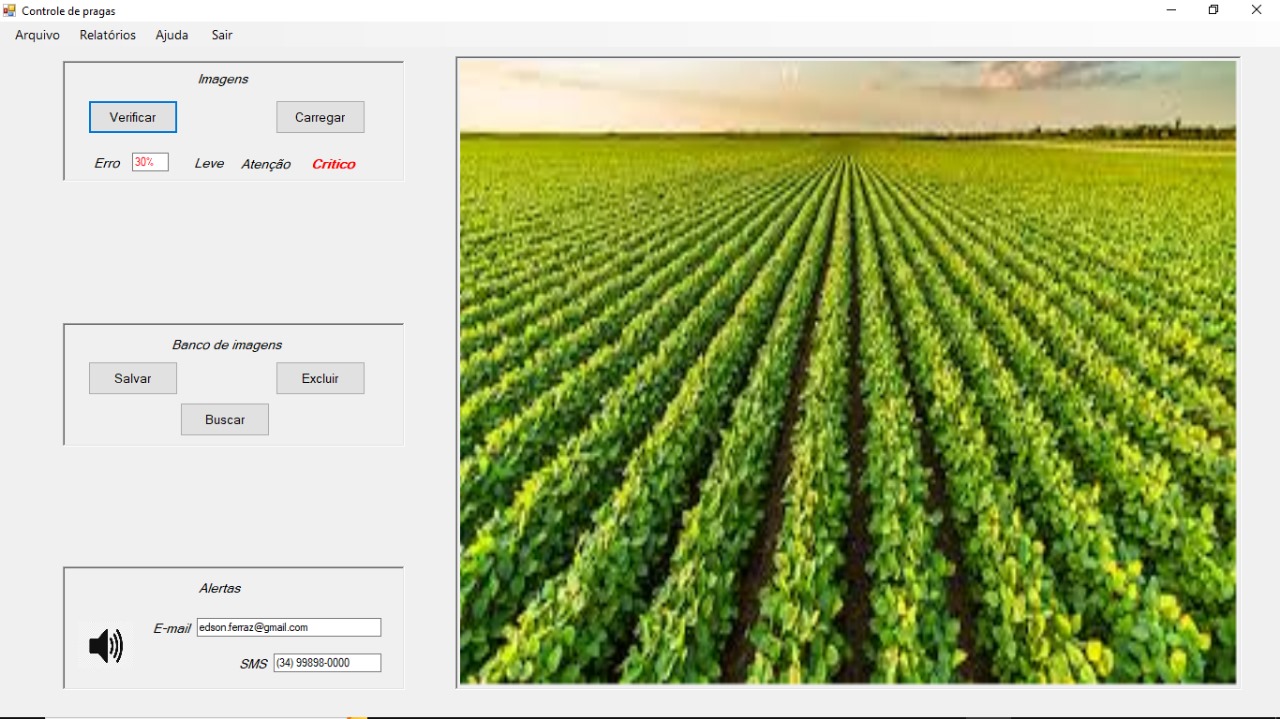 Controle de pragas
Arquivo Relatórios Ajuda Sair
Imagens
Verificar Carregar
Erro 30% Leve Atenção Crítico
Banco de imagens
Salvar Excluir
Buscar
Alertas
E-mail edson.ferraz@gmail.com
SMS (34) 99898-0000